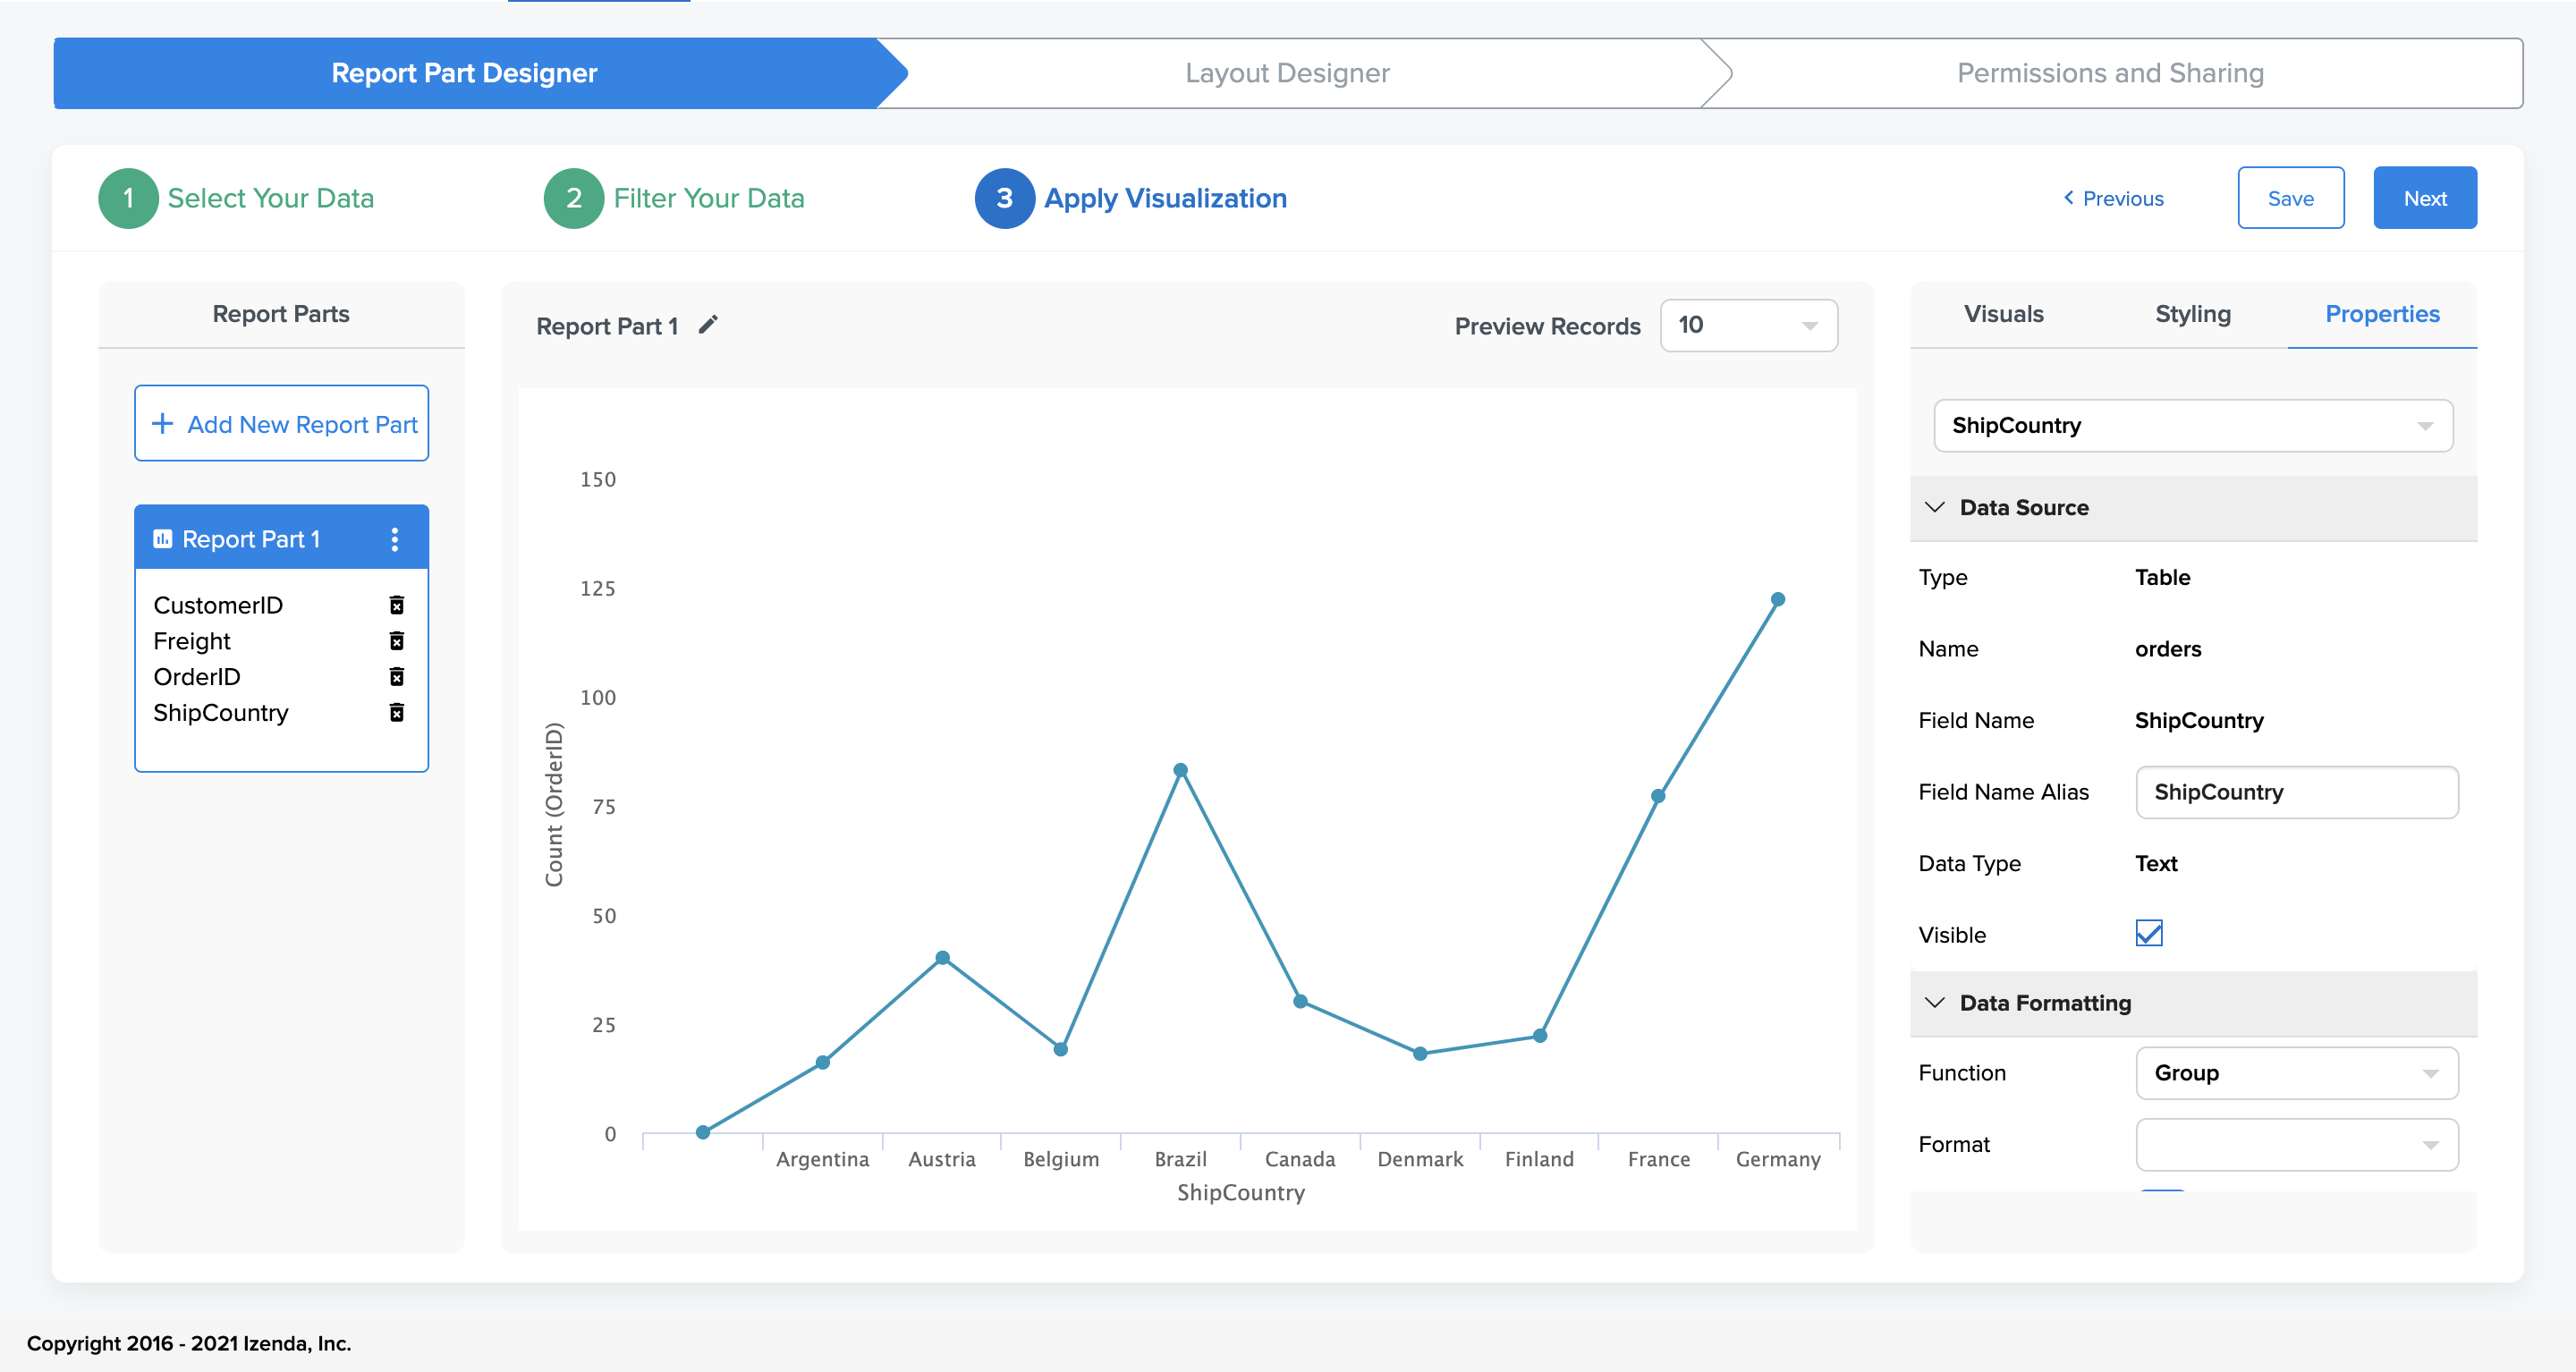 Report Part Designer
Layout Designer
Permissions and Sharing
1 Select Your Data
2 Filter Your Data
3 Apply Visualization
Previous
Save
Next
Report Parts
Add New Report Part
Report Part 1
CustomerID
Freight
OrderID
ShipCountry
Report Part 1
Preview Records
10
150
125
100
75
50
25
0
Count (OrderID)
Argentina
Austria
Belgium
Brazil
Canada
Denmark
Finland
France
Germany
ShipCountry
Visuals
Styling
Properties
ShipCountry
Data Source
Type Table
Name orders
Field Name ShipCountry
Field Name Alias ShipCountry
Data Type Text
Visible
Data Formatting
Function Group
Format
Copyright 2016 - 2021 Izenda, Inc.